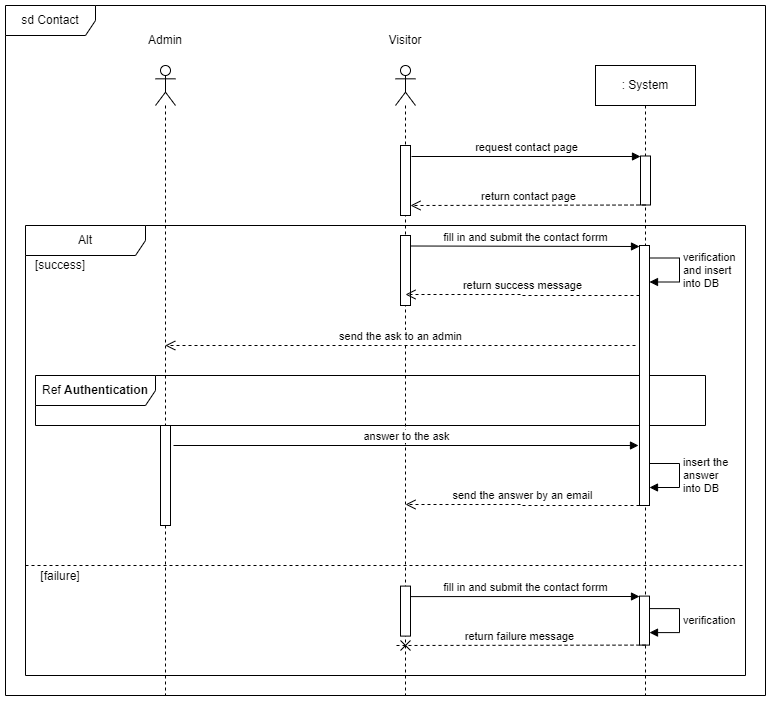 sd Contact
Admin
Visitor
: System
request contact page
return contact page
Alt
[success]
fill in and submit the contact forrm
verification
and insert
into DB
return success message
send the ask to an admin
Ref Authentication
answer to the ask
insert the
answer
into DB
send the answer by an email
[failure]
fill in and submit the contact forrm
verification
return failure message